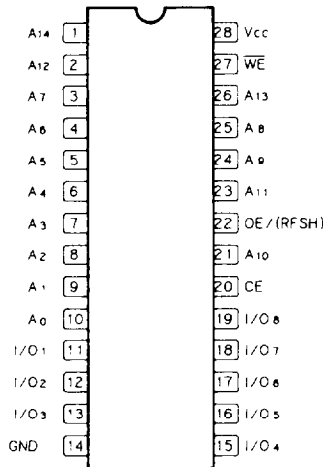 A14 1 28 Vcc
A12 2 27 W̅E̅
A7 3 26 A13
A6 4 25 A8
A5 5 24 A9
A4 6 23 A11
A3 7 22 OE/(RFSH)
A2 8 21 A10
A1 9 20 CE
A0 10 19 I/O8
I/O1 11 18 I/O7
I/O2 12 17 I/O6
I/O3 13 16 I/O5
GND 14 15 I/O4